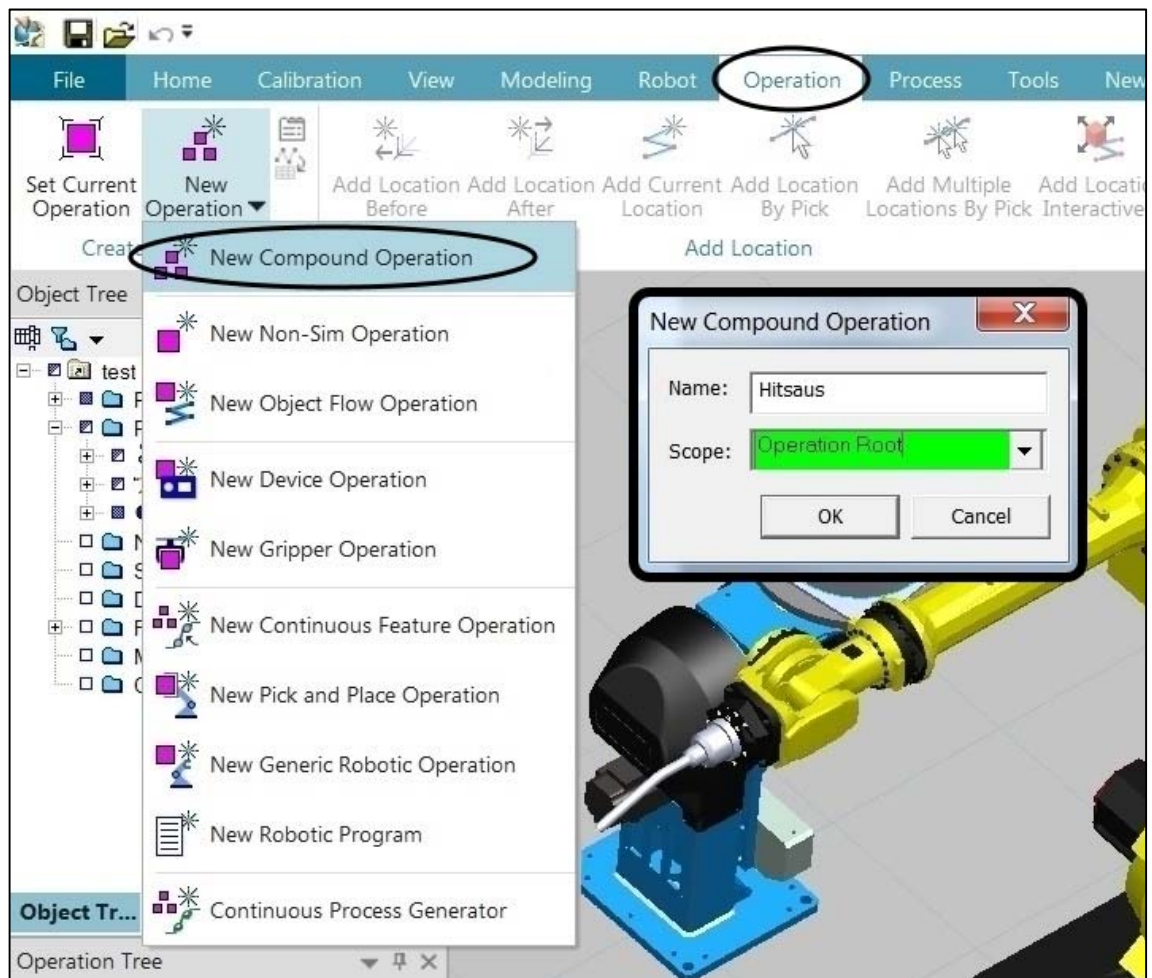 File Home Calibration View Modeling Robot Operation Process Tools New
Set Current Operation
New Operation
Add Location Before
Add Location After
Add Current Location
Add Location By Pick
Add Multiple Locations By Pick
Add Locati
Interactive
Creat
Add Location
New Compound Operation
New Non-Sim Operation
New Object Flow Operation
New Device Operation
New Gripper Operation
New Continuous Feature Operation
New Pick and Place Operation
New Generic Robotic Operation
New Robotic Program
Continuous Process Generator
Object Tree
test
Object Tr...
Operation Tree
New Compound Operation
Name: Hitsaus
Scope: Operation Root
OK Cancel